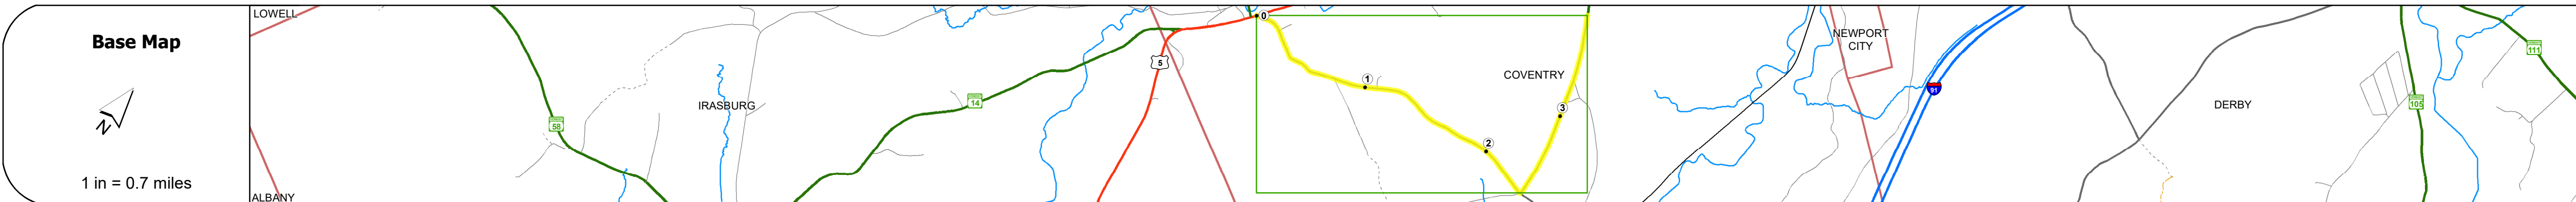 Base Map
N
1 in = 0.7 miles
LOWELL
ALBANY
58
IRASBURG
14
5
0
1
2
3
COVENTRY
NEWPORT
CITY
91
DERBY
105
111